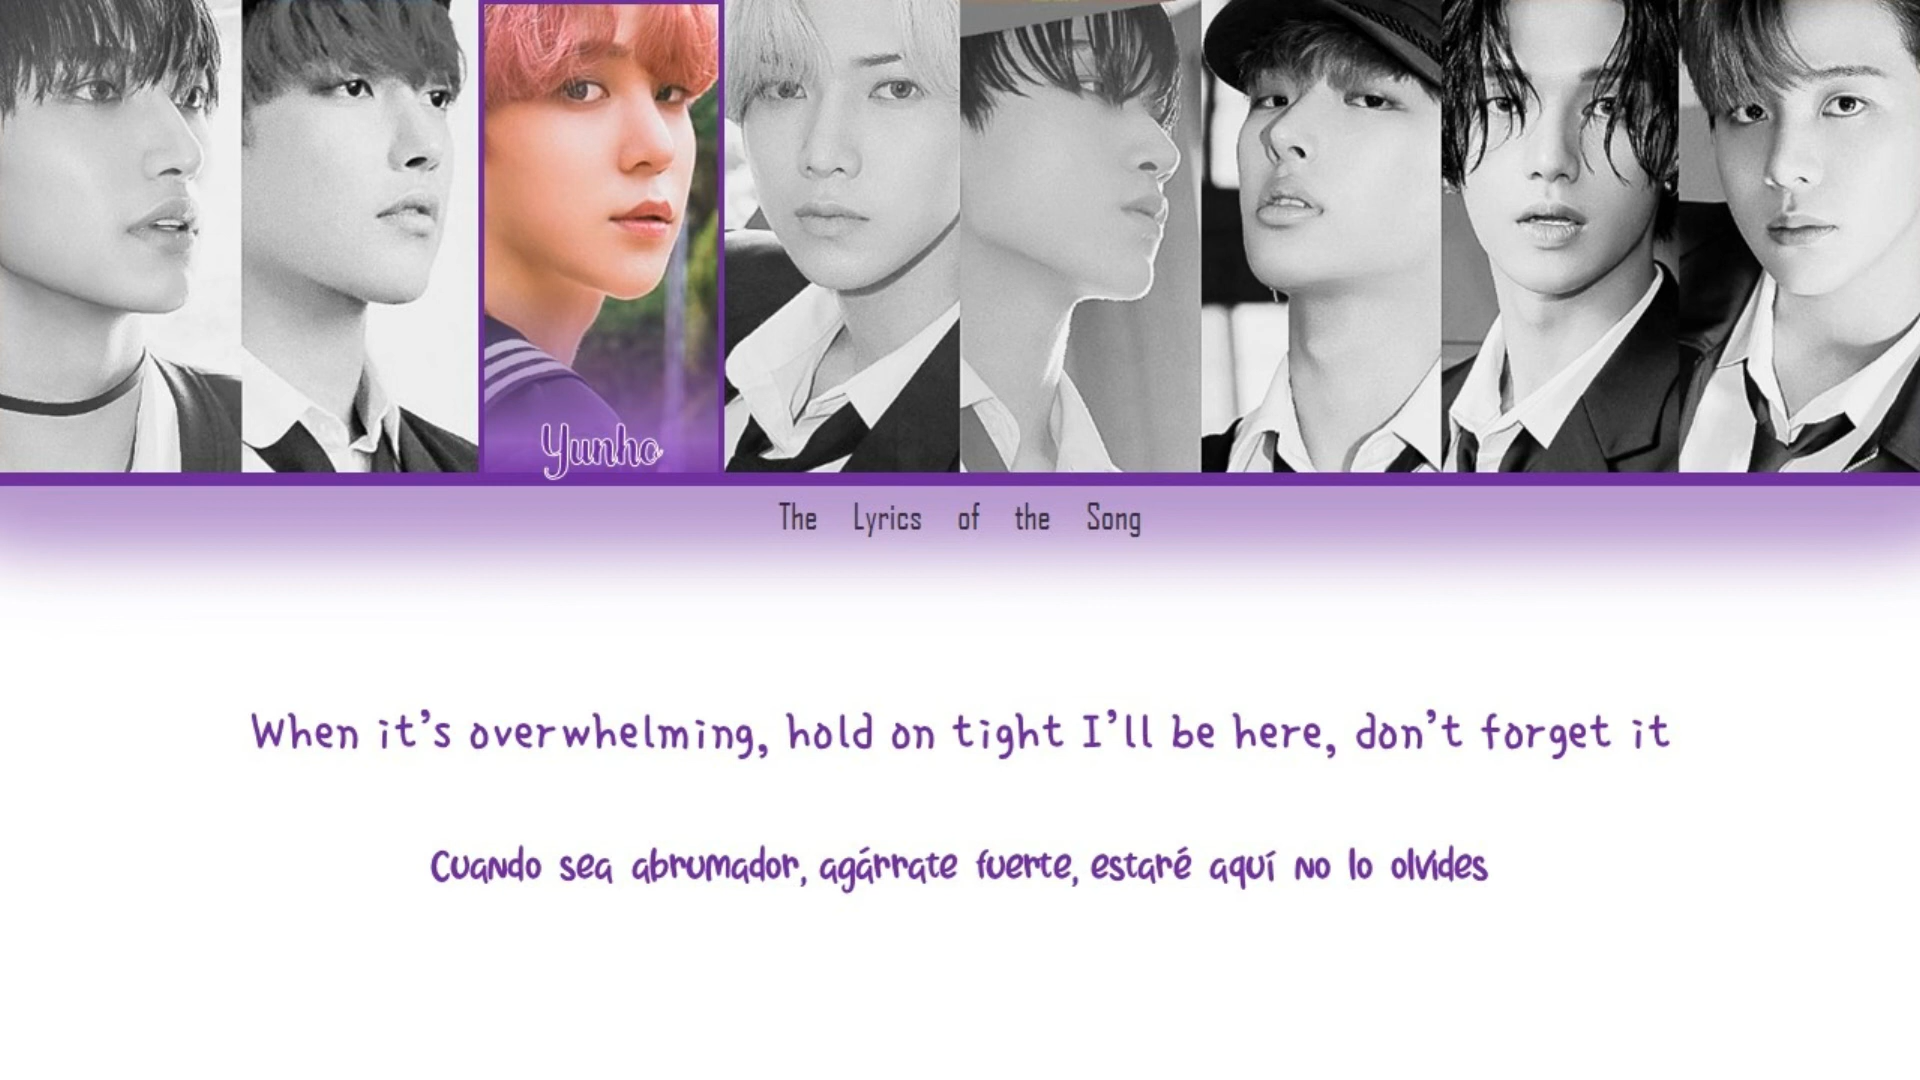 Yunho
The Lyrics of the Song
When it's overwhelming, hold on tight I'll be here, don't forget it
Cuando sea abrumador, agárrate fuerte, estaré aquí no lo olvides